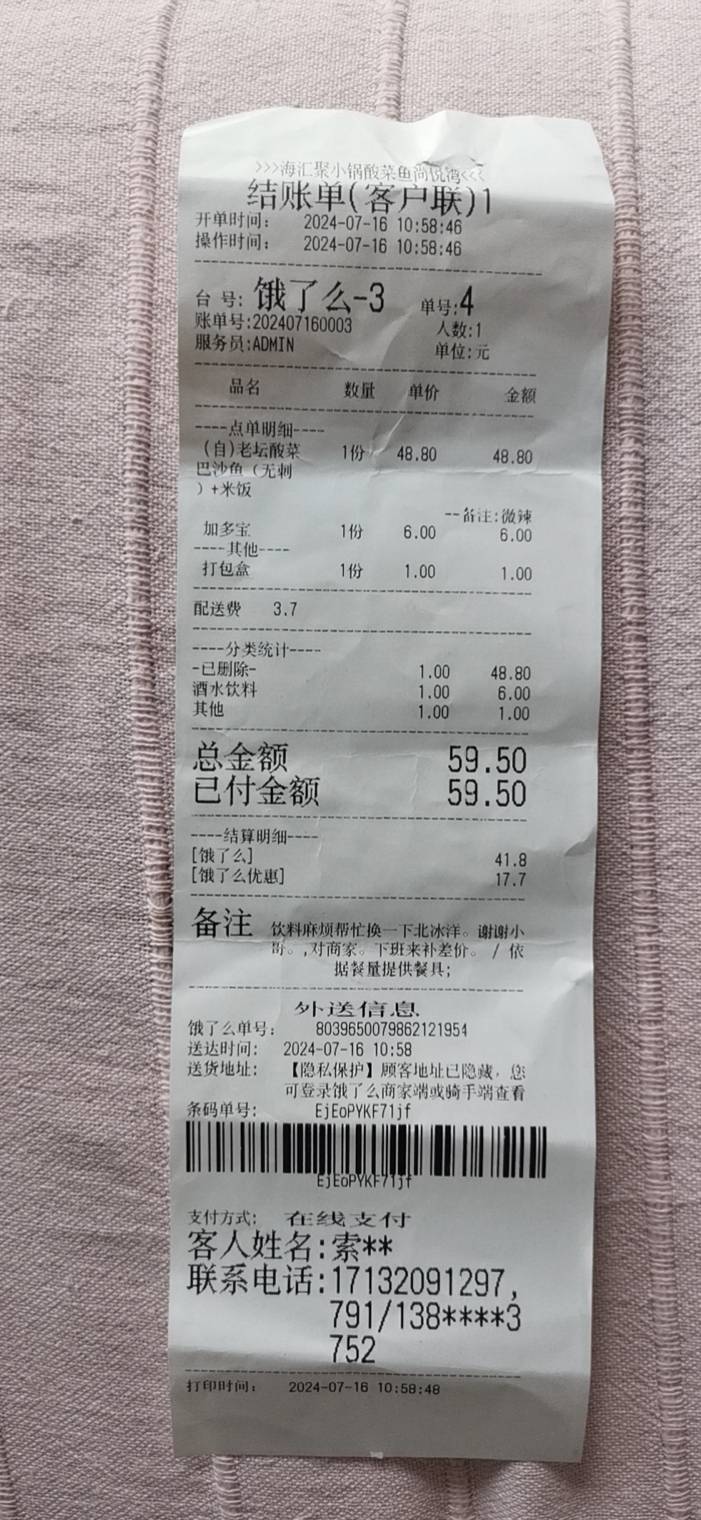 >>>海汇聚小锅酸菜鱼尚悦湾<<<
结账单(客户联)1
开单时间: 2024-07-16 10:58:46
操作时间: 2024-07-16 10:58:46
台 号: 饿了么-3 单号:4
账单号:202407160003 人数:1
服务员:ADMIN 单位:元
品名 数量 单价 金额
----点单明细----
(自)老坛酸菜 1份 48.80 48.80
巴沙鱼（无刺
）+米饭
--备注:微辣
加多宝 1份 6.00 6.00
----其他----
打包盒 1份 1.00 1.00
配送费 3.7
----分类统计----
-已删除- 1.00 48.80
酒水饮料 1.00 6.00
其他 1.00 1.00
总金额 59.50
已付金额 59.50
----结算明细----
[饿了么] 41.8
[饿了么优惠] 17.7
备注 饮料麻烦帮忙换一下北冰洋。谢谢小
哥。,对商家。下班来补差价。 / 依
据餐量提供餐具;
外送信息
饿了么单号: 8039650079862121954
送达时间: 2024-07-16 10:58
送货地址: 【隐私保护】顾客地址已隐藏，您
可登录饿了么商家端或骑手端查看
条码单号: EjEoPYKF71jf
EjEoPYKF71jf
支付方式: 在线支付
客人姓名:索**
联系电话:17132091297,
791/138****3
752
打印时间: 2024-07-16 10:58:48